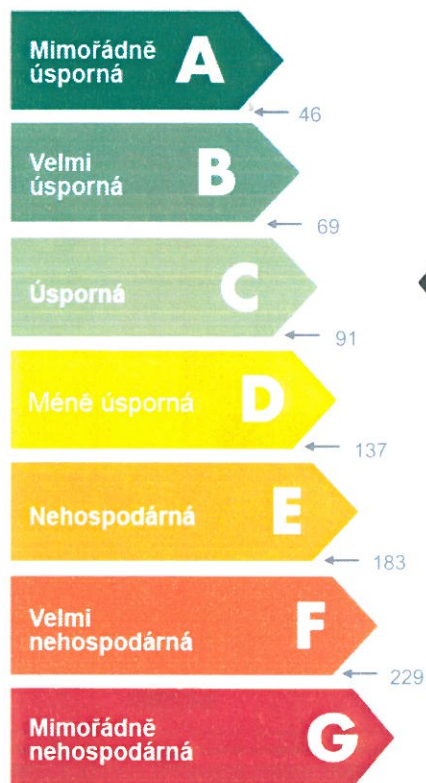 Mimořádně
úsporná
A
46
Velmi
úsporná
B
69
Úsporná
C
91
Méně úsporná
D
137
Nehospodárná
E
183
Velmi
nehospodárná
F
229
Mimořádně
nehospodárná
G